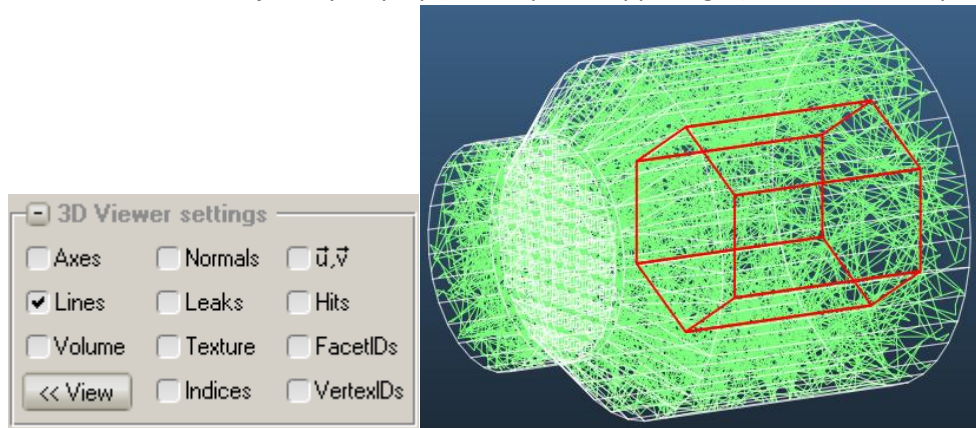 3D Viewer settings
Axes Normals u⃗,v⃗
Lines Leaks Hits
Volume Texture FacetIDs
<< View Indices VertexIDs